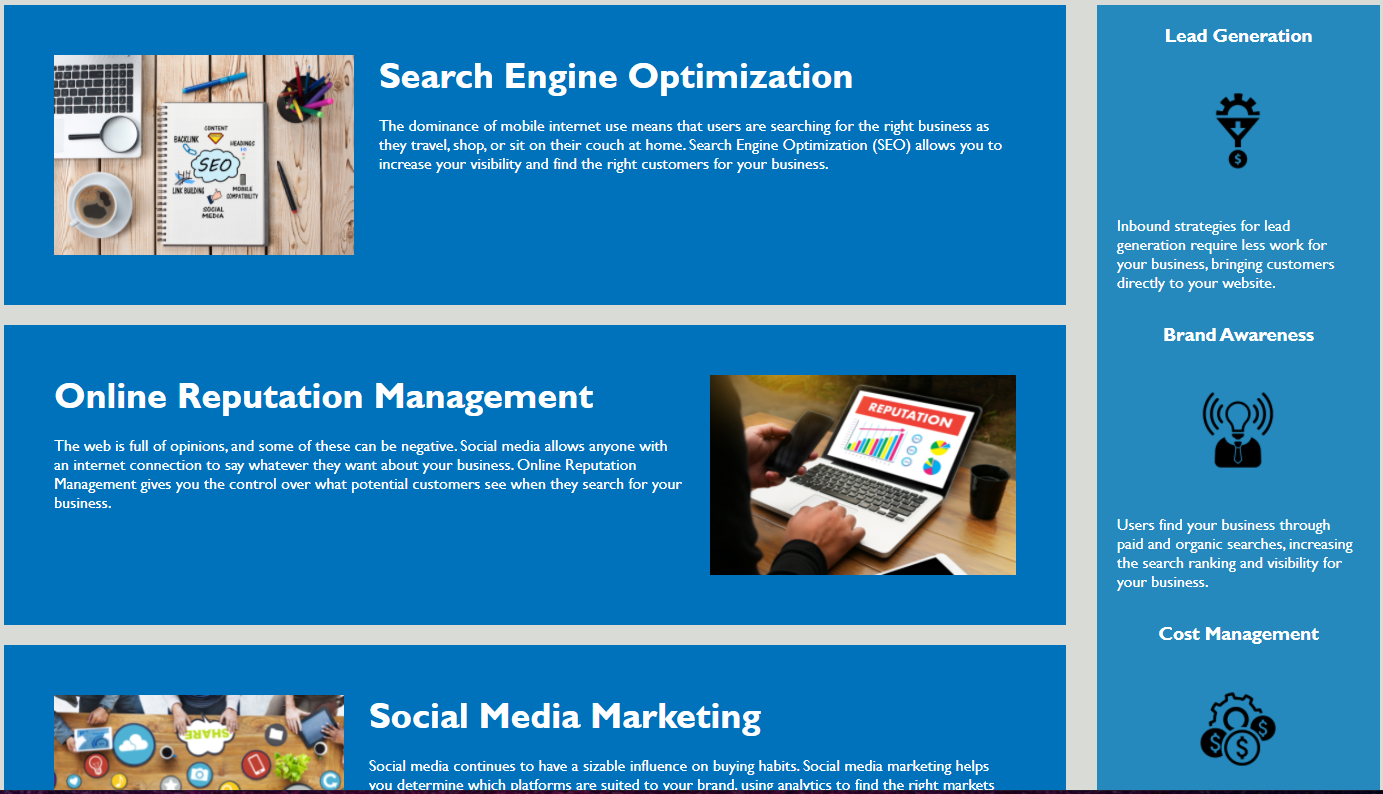 Search Engine Optimization
The dominance of mobile internet use means that users are searching for the right business as
they travel, shop, or sit on their couch at home. Search Engine Optimization (SEO) allows you to
increase your visibility and find the right customers for your business.
CONTENT
BACKLINK
HEADINGS
SEO
LINK BUILDING
MOBILE
COMPATIBILITY
SOCIAL
MEDIA
Online Reputation Management
The web is full of opinions, and some of these can be negative. Social media allows anyone with
an internet connection to say whatever they want about your business. Online Reputation
Management gives you the control over what potential customers see when they search for your
business.
REPUTATION
Social Media Marketing
Social media continues to have a sizable influence on buying habits. Social media marketing helps
you determine which platforms are suited to your brand, using analytics to find the right markets
SHARE
Lead Generation
$
Inbound strategies for lead
generation require less work for
your business, bringing customers
directly to your website.
Brand Awareness
Users find your business through
paid and organic searches, increasing
the search ranking and visibility for
your business.
Cost Management
$
$
$